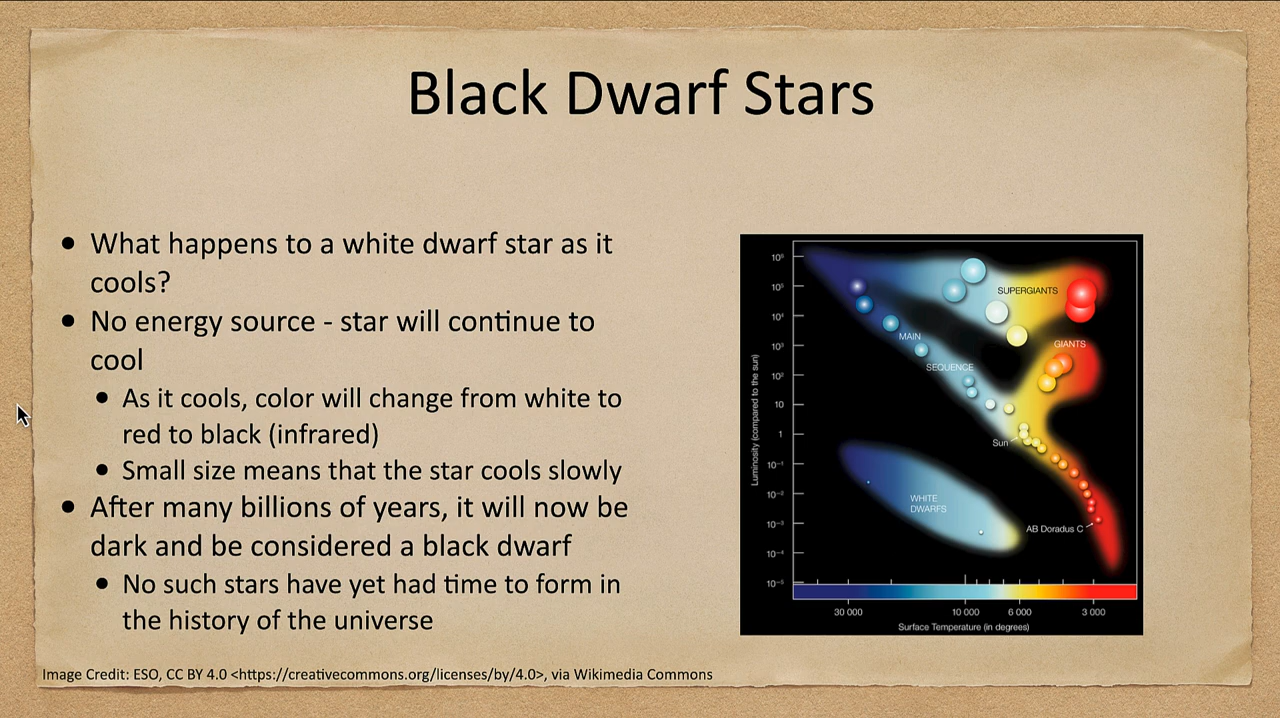 Black Dwarf Stars
• What happens to a white dwarf star as it
cools?
• No energy source - star will continue to
cool
• As it cools, color will change from white to
red to black (infrared)
• Small size means that the star cools slowly
• After many billions of years, it will now be
dark and be considered a black dwarf
• No such stars have yet had time to form in
the history of the universe
Luminosity (compared to the sun)
10⁶
10⁵
10⁴
10³
10²
10
1
10⁻¹
10⁻²
10⁻³
10⁻⁴
10⁻⁵
SUPERGIANTS
MAIN
GIANTS
SEQUENCE
Sun
WHITE
DWARFS
AB Doradus C
30 000 10 000 6 000 3 000
Surface Temperature (in degrees)
Image Credit: ESO, CC BY 4.0 <https://creativecommons.org/licenses/by/4.0>, via Wikimedia Commons